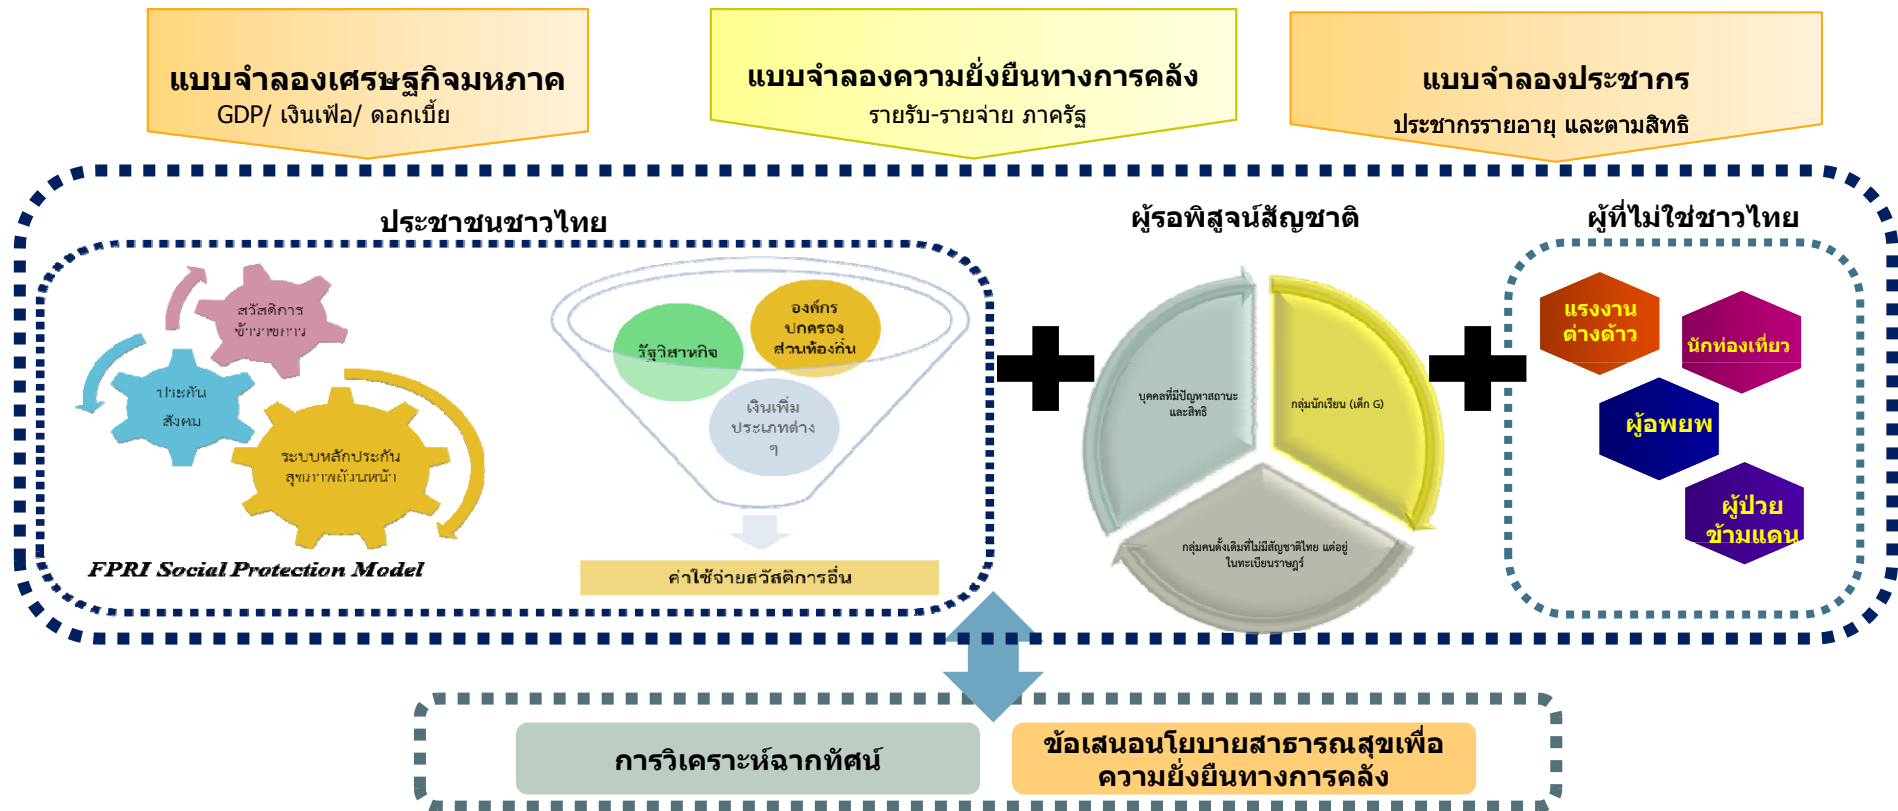 แบบจำลองเศรษฐกิจมหภาค
GDP/ เงินเฟ้อ/ ดอกเบี้ย
แบบจำลองความยั่งยืนทางการคลัง
รายรับ-รายจ่าย ภาครัฐ
แบบจำลองประชากร
ประชากรรายอายุ และตามสิทธิ
ประชาชนชาวไทย
ผู้รอพิสูจน์สัญชาติ
ผู้ที่ไม่ใช่ชาวไทย
สวัสดิการ
ข้าราชการ
ประกัน
สังคม
ระบบหลักประกัน
สุขภาพถ้วนหน้า
FPRI Social Protection Model
รัฐวิสาหกิจ
องค์กร
ปกครอง
ส่วนท้องถิ่น
เงินเพิ่ม
ประเภทต่าง
ๆ
ค่าใช้จ่ายสวัสดิการอื่น
บุคคลที่มีปัญหาสถานะ
และสิทธิ
กลุ่มนักเรียน (เด็ก G)
กลุ่มคนดั้งเดิมที่ไม่มีสัญชาติไทย แต่อยู่
ในทะเบียนราษฎร์
แรงงาน
ต่างด้าว
นักท่องเที่ยว
ผู้อพยพ
ผู้ป่วย
ข้ามแดน
การวิเคราะห์ฉากทัศน์
ข้อเสนอนโยบายสาธารณสุขเพื่อ
ความยั่งยืนทางการคลัง